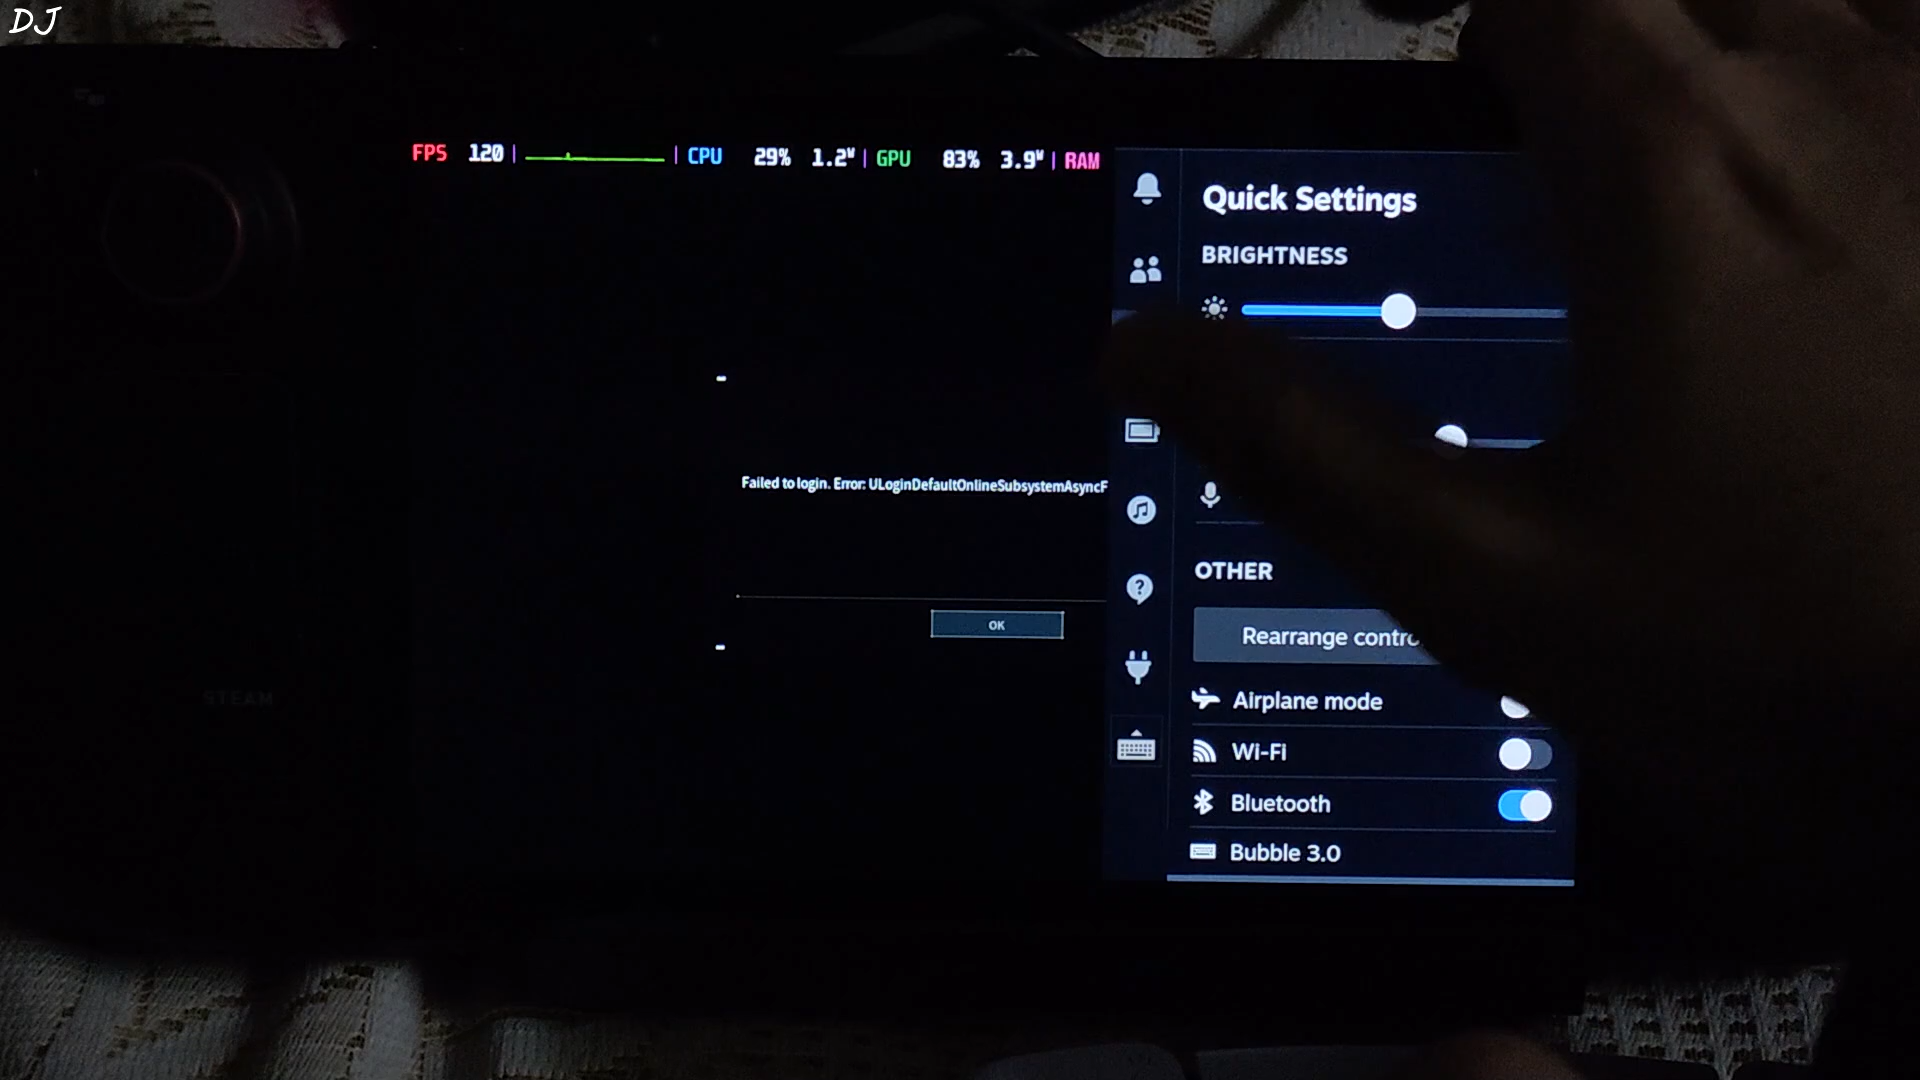 DJ
FPS 120 | | CPU 29% 1.2W | GPU 83% 3.9W | RAM
Quick Settings
BRIGHTNESS
Failed to login. Error: ULoginDefaultOnlineSubsystemAsyncF
OTHER
OK
Rearrange contro
STEAM
Airplane mode
Wi-Fi
Bluetooth
Bubble 3.0